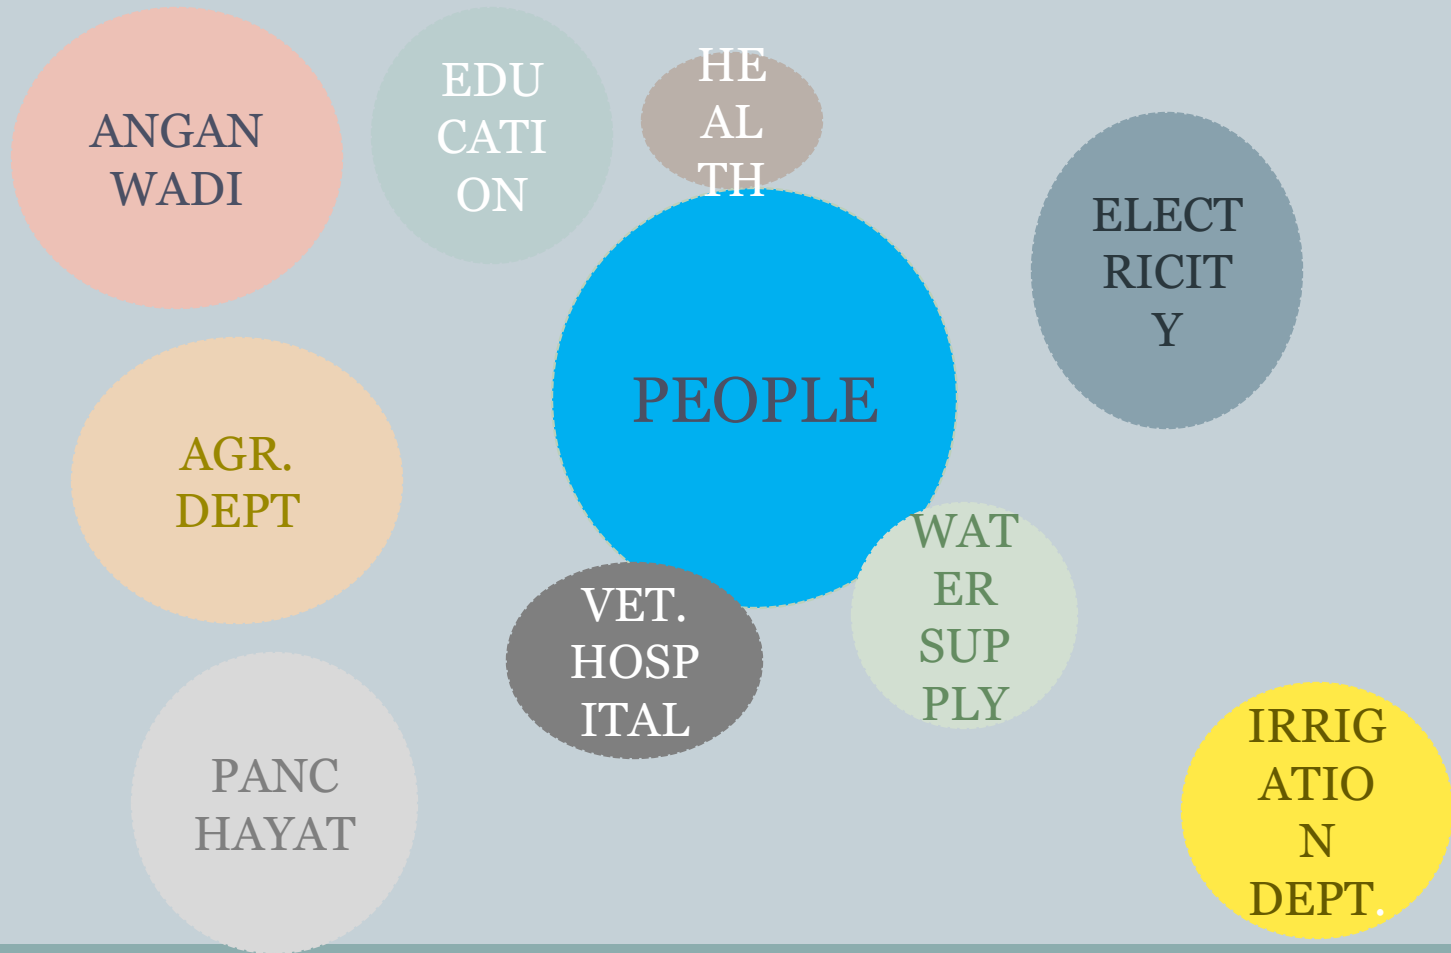 ANGAN
WADI
EDU
CATI
ON
HE
AL
TH
ELECT
RICIT
Y
PEOPLE
AGR.
DEPT
WAT
ER
SUP
PLY
VET.
HOSP
ITAL
PANC
HAYAT
IRRIG
ATIO
N
DEPT.